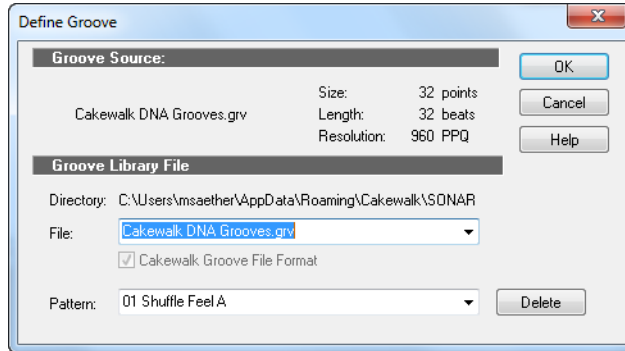 Define Groove
Groove Source:
OK
Size: 32 points
Cakewalk DNA Grooves.grv
Length: 32 beats
Cancel
Resolution: 960 PPQ
Help
Groove Library File
Directory: C:\Users\msaether\AppData\Roaming\Cakewalk\SONAR
File: Cakewalk DNA Grooves.grv
Cakewalk Groove File Format
Pattern: 01 Shuffle Feel A
Delete